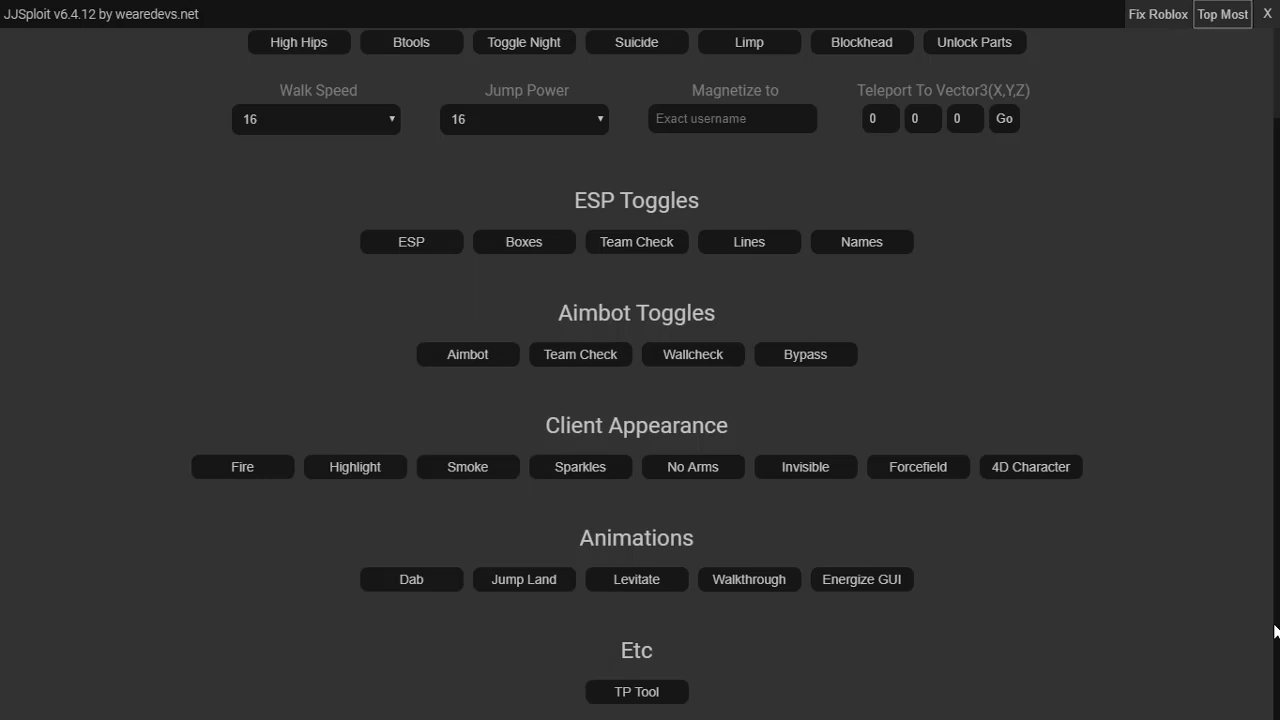 JJSploit v6.4.12 by wearedevs.net Fix Roblox Top Most X
High Hips Btools Toggle Night Suicide Limp Blockhead Unlock Parts
Walk Speed Jump Power Magnetize to Teleport To Vector3(X,Y,Z)
16 16 Exact username 0 0 0 Go
ESP Toggles
ESP Boxes Team Check Lines Names
Aimbot Toggles
Aimbot Team Check Wallcheck Bypass
Client Appearance
Fire Highlight Smoke Sparkles No Arms Invisible Forcefield 4D Character
Animations
Dab Jump Land Levitate Walkthrough Energize GUI
Etc
TP Tool